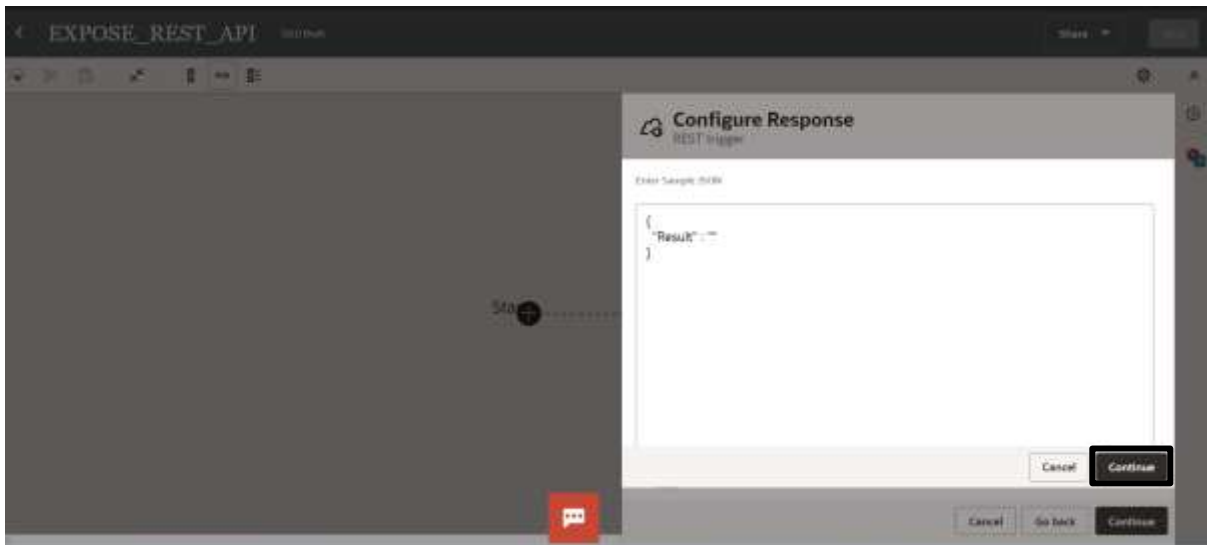 EXPOSE_REST_API
Share
Configure Response
REST trigger
Enter Sample JSON
{
"Result" : ""
}
Sta
Cancel
Continue
Cancel
Go back
Continue